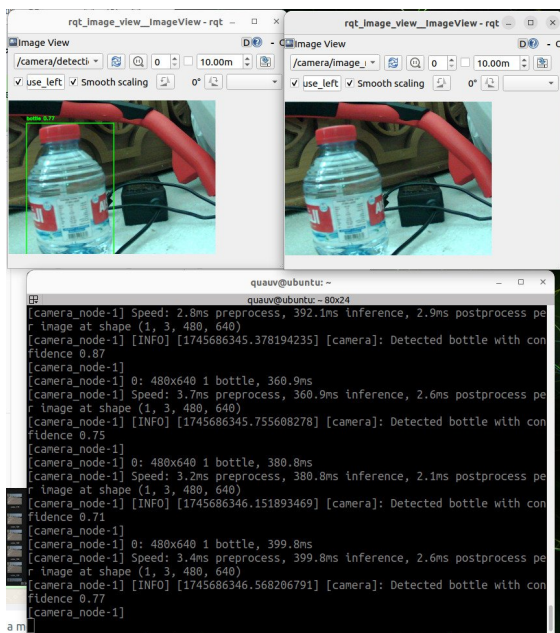 rqt_image_view__ImageView - rqt
Image View
D
/camera/detecti
0
10.00m
use_left
Smooth scaling
0°
bottle 0.77
rqt_image_view__ImageView - rqt
Image View
D
/camera/image_
0
10.00m
use_left
Smooth scaling
0°
quauv@ubuntu: ~
quauv@ubuntu: ~ 80x24
[camera_node-1] Speed: 2.8ms preprocess, 392.1ms inference, 2.9ms postprocess pe
r image at shape (1, 3, 480, 640)
[camera_node-1] [INFO] [1745686345.378194235] [camera]: Detected bottle with con
fidence 0.87
[camera_node-1]
[camera_node-1] 0: 480x640 1 bottle, 360.9ms
[camera_node-1] Speed: 3.7ms preprocess, 360.9ms inference, 2.6ms postprocess pe
r image at shape (1, 3, 480, 640)
[camera_node-1] [INFO] [1745686345.755608278] [camera]: Detected bottle with con
fidence 0.75
[camera_node-1]
[camera_node-1] 0: 480x640 1 bottle, 380.8ms
[camera_node-1] Speed: 3.2ms preprocess, 380.8ms inference, 2.1ms postprocess pe
r image at shape (1, 3, 480, 640)
[camera_node-1] [INFO] [1745686346.151893469] [camera]: Detected bottle with con
fidence 0.71
[camera_node-1]
[camera_node-1] 0: 480x640 1 bottle, 399.8ms
[camera_node-1] Speed: 3.4ms preprocess, 399.8ms inference, 2.6ms postprocess pe
r image at shape (1, 3, 480, 640)
[camera_node-1] [INFO] [1745686346.568206791] [camera]: Detected bottle with con
fidence 0.77
[camera_node-1]
a m